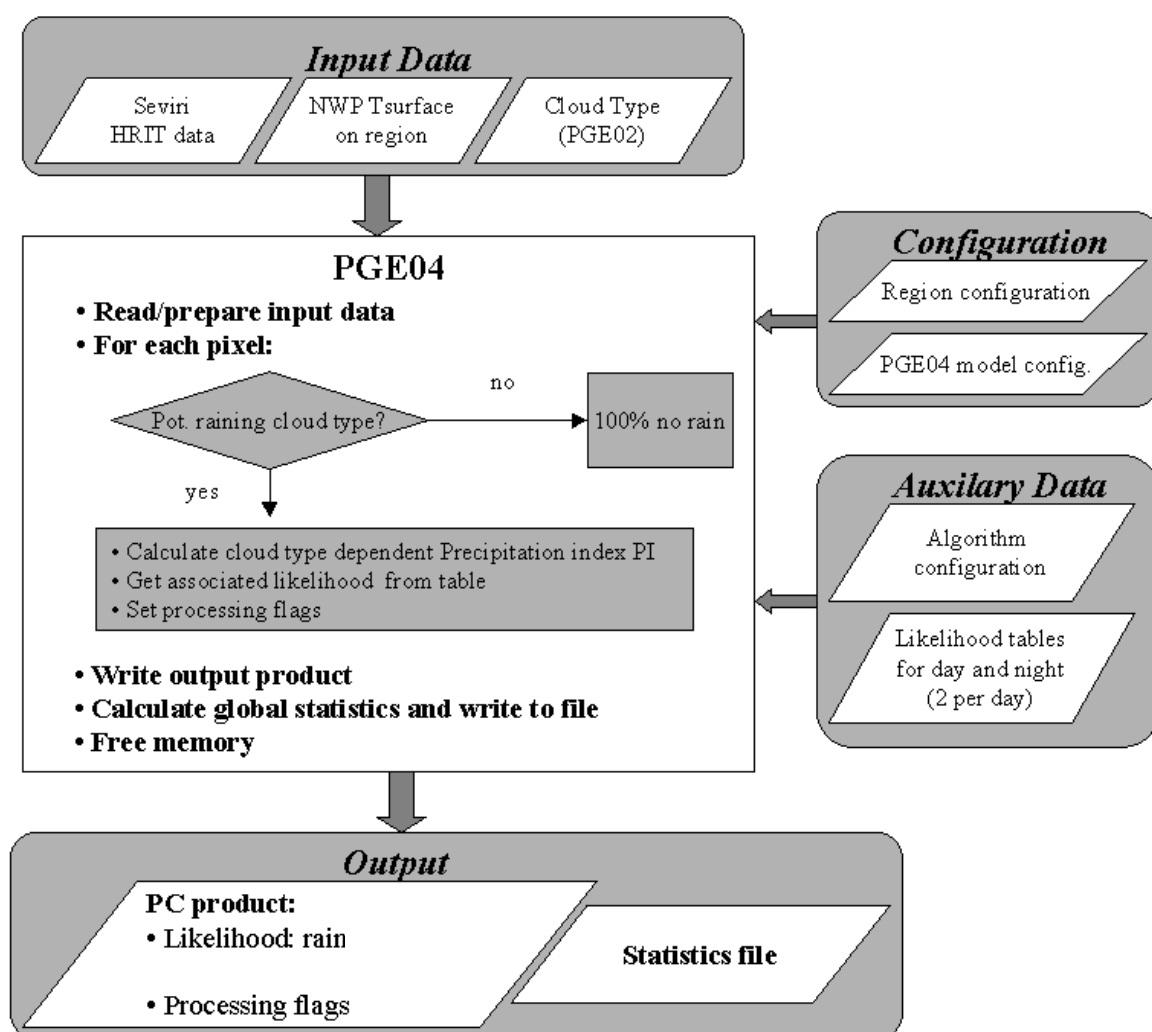 Input Data
Seviri
HRIT data
NWP Tsurface
on region
Cloud Type
(PGE02)
PGE04
• Read/prepare input data
• For each pixel:
Pot. raining cloud type?
no
100% no rain
yes
• Calculate cloud type dependent Precipitation index PI
• Get associated likelihood from table
• Set processing flags
• Write output product
• Calculate global statistics and write to file
• Free memory
Configuration
Region configuration
PGE04 model config.
Auxilary Data
Algorithm
configuration
Likelihood tables
for day and night
(2 per day)
Output
PC product:
• Likelihood: rain
• Processing flags
Statistics file